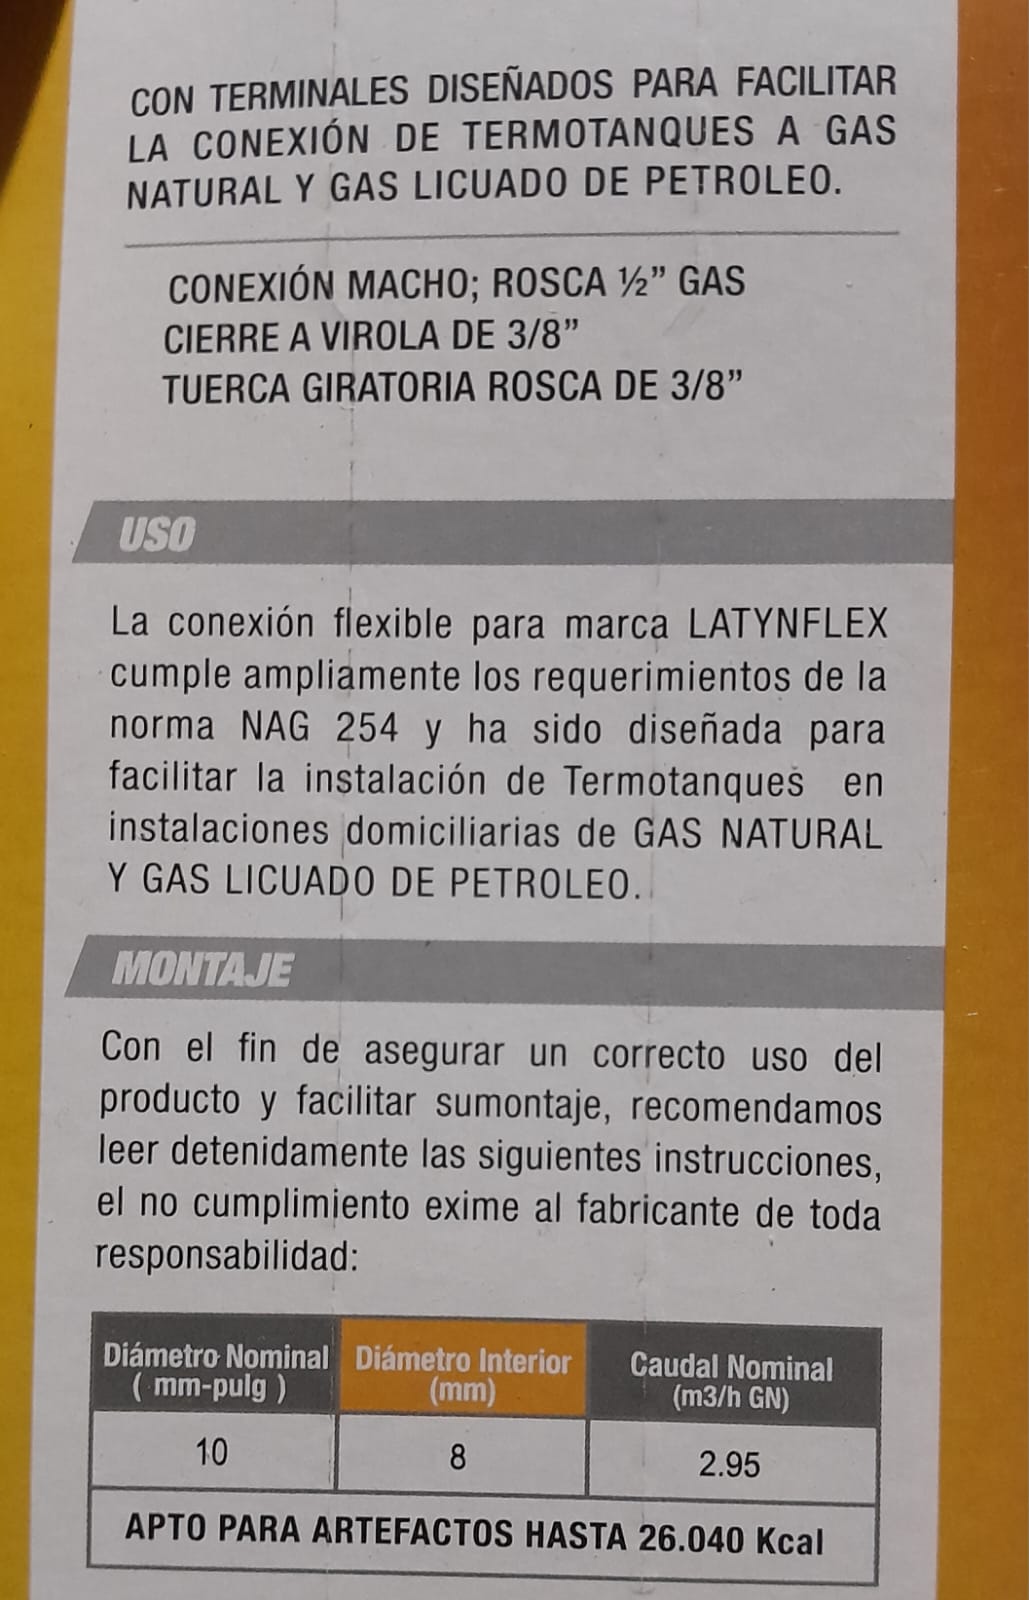 CON TERMINALES DISEÑADOS PARA FACILITAR
LA CONEXIÓN DE TERMOTANQUES A GAS
NATURAL Y GAS LICUADO DE PETROLEO.
CONEXIÓN MACHO; ROSCA ½” GAS
CIERRE A VIROLA DE 3/8”
TUERCA GIRATORIA ROSCA DE 3/8”
USO
La conexión flexible para marca LATYNFLEX
cumple ampliamente los requerimientos de la
norma NAG 254 y ha sido diseñada para
facilitar la instalación de Termotanques en
instalaciones domiciliarias de GAS NATURAL
Y GAS LICUADO DE PETROLEO.
MONTAJE
Con el fin de asegurar un correcto uso del
producto y facilitar sumontaje, recomendamos
leer detenidamente las siguientes instrucciones,
el no cumplimiento exime al fabricante de toda
responsabilidad:
Diámetro Nominal
( mm-pulg )
Diámetro Interior
(mm)
Caudal Nominal
(m3/h GN)
10
8
2.95
APTO PARA ARTEFACTOS HASTA 26.040 Kcal